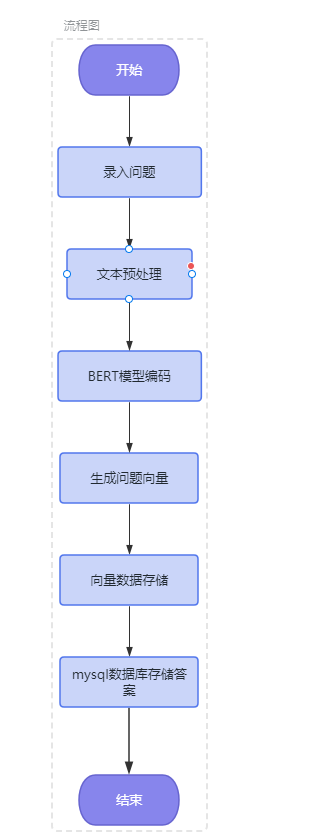 流程图
开始
录入问题
文本预处理
BERT模型编码
生成问题向量
向量数据存储
mysql数据库存储答
案
结束